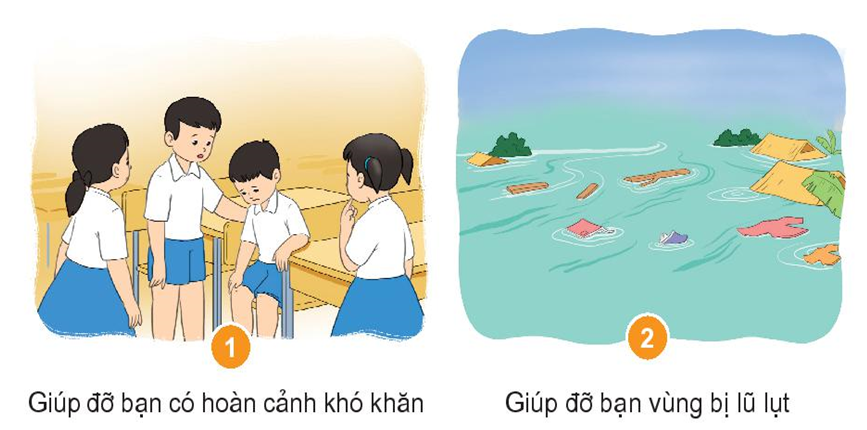 1
2
Giúp đỡ bạn có hoàn cảnh khó khăn
Giúp đỡ bạn vùng bị lũ lụt